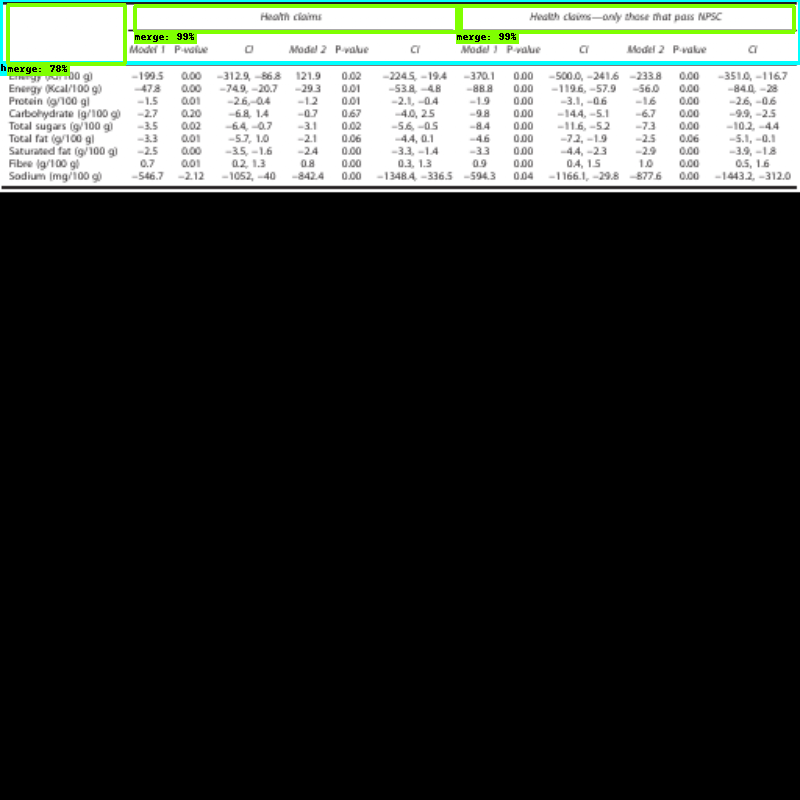 Health claims Health claims—only those that pass NPSC
merge: 99% merge: 99%
Model 1 P-value CI Model 2 P-value CI Model 1 P-value CI Model 2 P-value CI
merge: 78%
Energy (KJ/100 g) −199.5 0.00 −312.9, −86.8 121.9 0.02 −224.5, −19.4 −370.1 0.00 −500.0, −241.6 −233.8 0.00 −351.0, −116.7
Energy (Kcal/100 g) −47.8 0.00 −74.9, −20.7 −29.3 0.01 −53.8, −4.8 −88.8 0.00 −119.6, −57.9 −56.0 0.00 −84.0, −28
Protein (g/100 g) −1.5 0.01 −2.6,−0.4 −1.2 0.01 −2.1, −0.4 −1.9 0.00 −3.1, −0.6 −1.6 0.00 −2.6, −0.6
Carbohydrate (g/100 g) −2.7 0.20 −6.8, 1.4 −0.7 0.67 −4.0, 2.5 −9.8 0.00 −14.4, −5.1 −6.7 0.00 −9.9, −2.5
Total sugars (g/100 g) −3.5 0.02 −6.4, −0.7 −3.1 0.02 −5.6, −0.5 −8.4 0.00 −11.6, −5.2 −7.3 0.00 −10.2, −4.4
Total fat (g/100 g) −3.3 0.01 −5.7, 1.0 −2.1 0.06 −4.4, 0.1 −4.6 0.00 −7.2, −1.9 −2.5 0.06 −5.1, −0.1
Saturated fat (g/100 g) −2.5 0.00 −3.5, −1.6 −2.4 0.00 −3.3, −1.4 −3.3 0.00 −4.4, −2.3 −2.9 0.00 −3.9, −1.8
Fibre (g/100 g) 0.7 0.01 0.2, 1.3 0.8 0.00 0.3, 1.3 0.9 0.00 0.4, 1.5 1.0 0.00 0.5, 1.6
Sodium (mg/100 g) −546.7 −2.12 −1052, −40 −842.4 0.00 −1348.4, −336.5 −594.3 0.04 −1166.1, −29.8 −877.6 0.00 −1443.2, −312.0